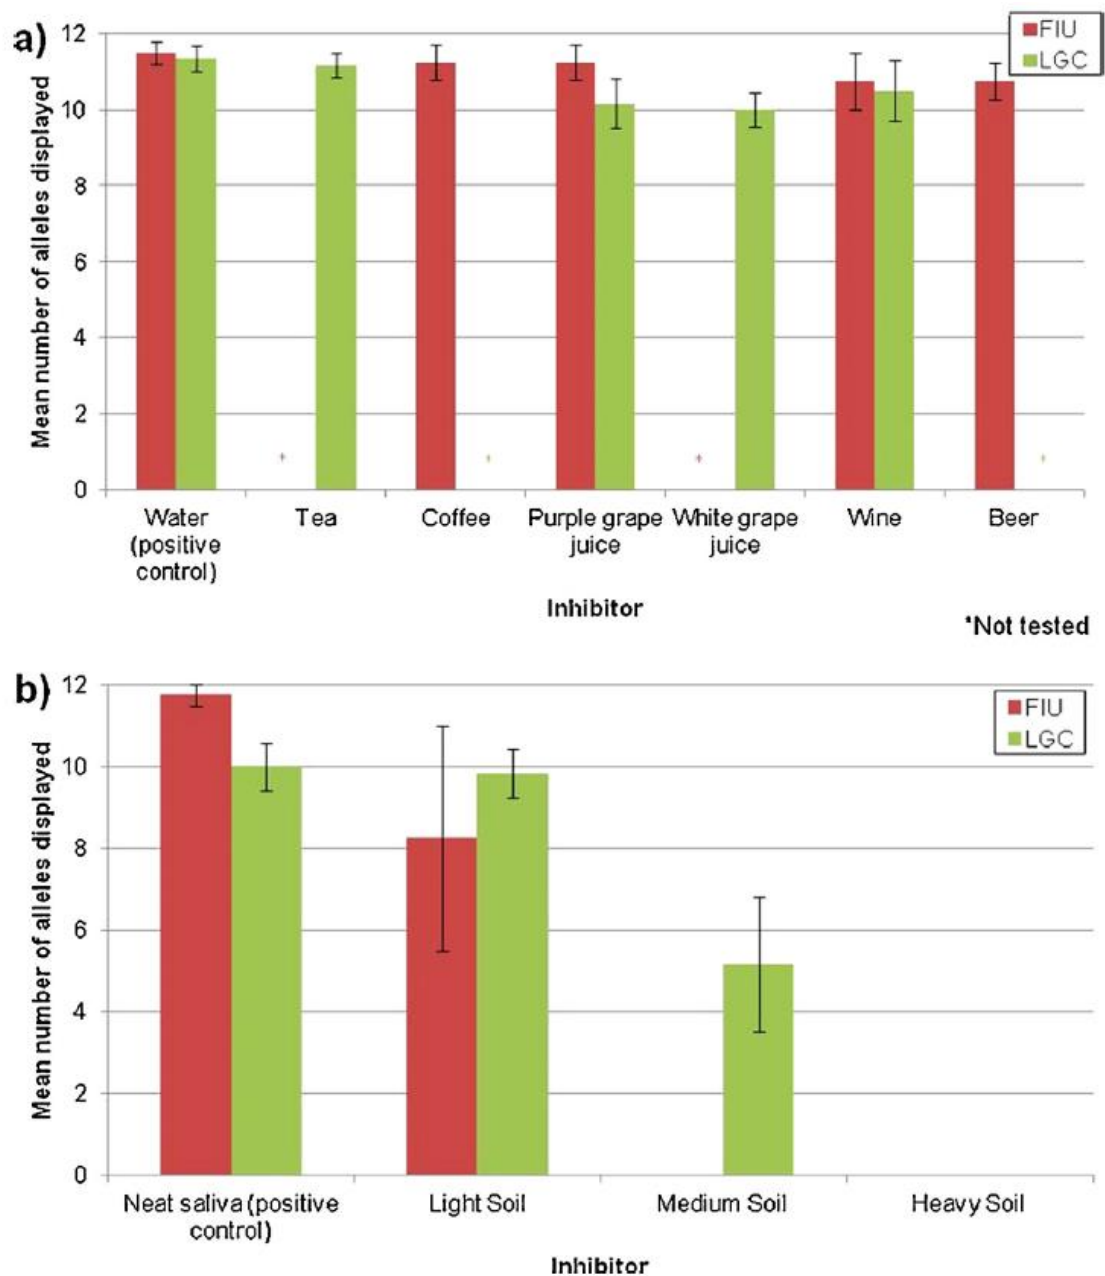 a)
Mean number of alleles displayed
12
10
8
6
4
2
0
FIU
LGC
*
*
*
*
Water
(positive
control)
Tea
Coffee
Purple grape
juice
White grape
juice
Wine
Beer
Inhibitor
*Not tested
b)
Mean number of alleles displayed
12
10
8
6
4
2
0
FIU
LGC
Neat saliva (positive
control)
Light Soil
Medium Soil
Heavy Soil
Inhibitor